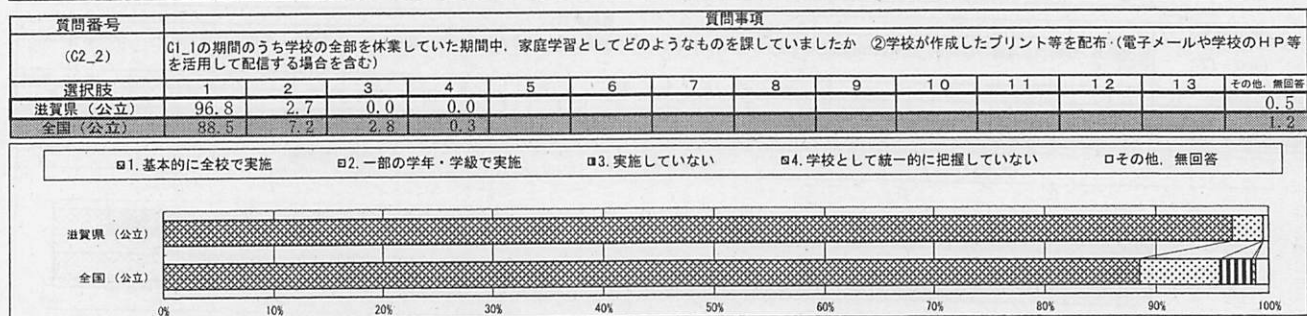 質問番号 質問事項
(C2_2) C1_1の期間のうち学校の全部を休業していた期間中，家庭学習としてどのようなものを課していましたか ②学校が作成したプリント等を配布（電子メールや学校のＨＰ等
を活用して配信する場合を含む）
選択肢 1 2 3 4 5 6 7 8 9 10 11 12 13 その他，無回答
滋賀県（公立） 96.8 2.7 0.0 0.0 0.5
全国（公立） 88.5 7.2 2.8 0.3 1.2
1.基本的に全校で実施 2.一部の学年・学級で実施 3.実施していない 4.学校として統一的に把握していない その他，無回答
滋賀県（公立）
全国（公立）
0% 10% 20% 30% 40% 50% 60% 70% 80% 90% 100%